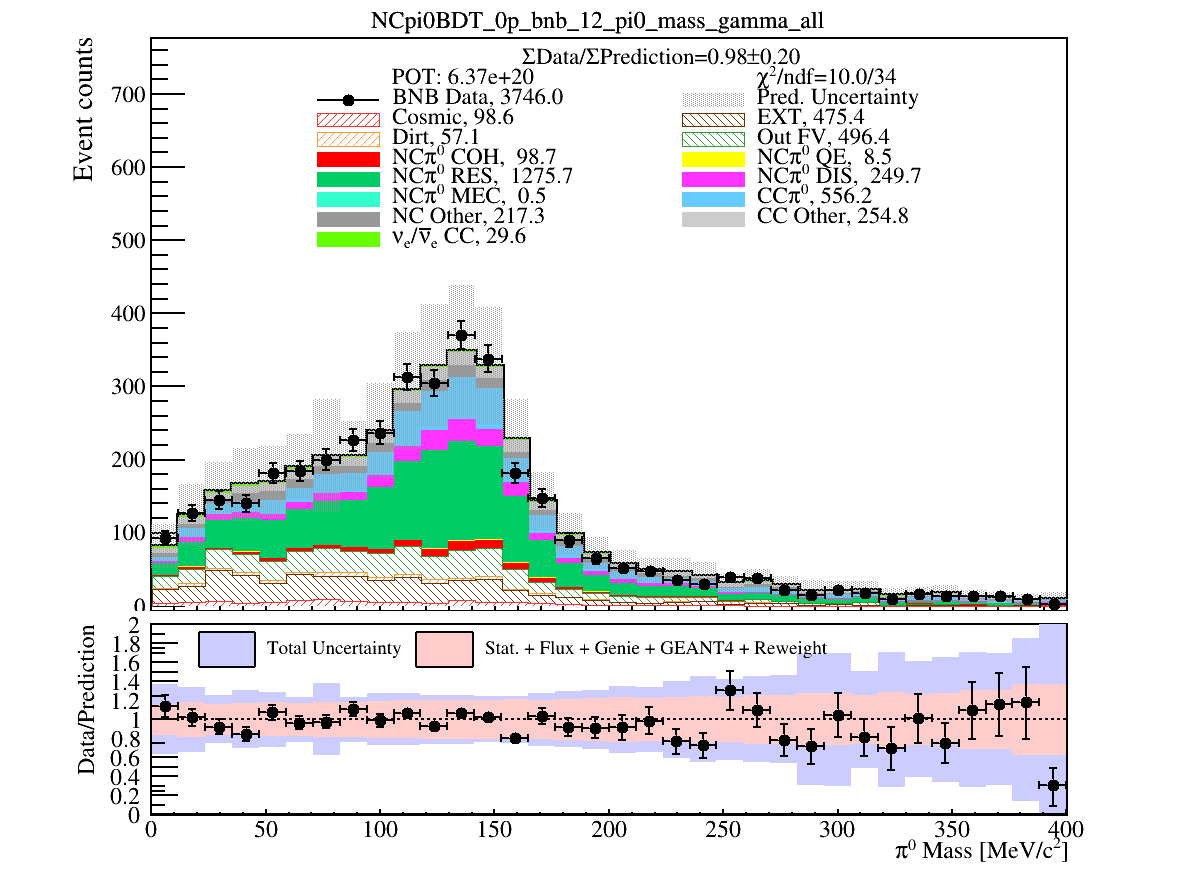 NCpi0BDT_0p_bnb_12_pi0_mass_gamma_all
ΣData/ΣPrediction=0.98±0.20
POT: 6.37e+20
χ²/ndf=10.0/34
BNB Data, 3746.0
Pred. Uncertainty
Cosmic, 98.6
EXT, 475.4
Dirt, 57.1
Out FV, 496.4
NCπ⁰ COH, 98.7
NCπ⁰ QE, 8.5
NCπ⁰ RES, 1275.7
NCπ⁰ DIS, 249.7
NCπ⁰ MEC, 0.5
CCπ⁰, 556.2
NC Other, 217.3
CC Other, 254.8
νₑ/ν̅ₑ CC, 29.6
Event counts
700
600
500
400
300
200
100
0
Total Uncertainty
Stat. + Flux + Genie + GEANT4 + Reweight
Data/Prediction
2
1.8
1.6
1.4
1.2
1
0.8
0.6
0.4
0.2
0
0 50 100 150 200 250 300 350 400
π⁰ Mass [MeV/c²]